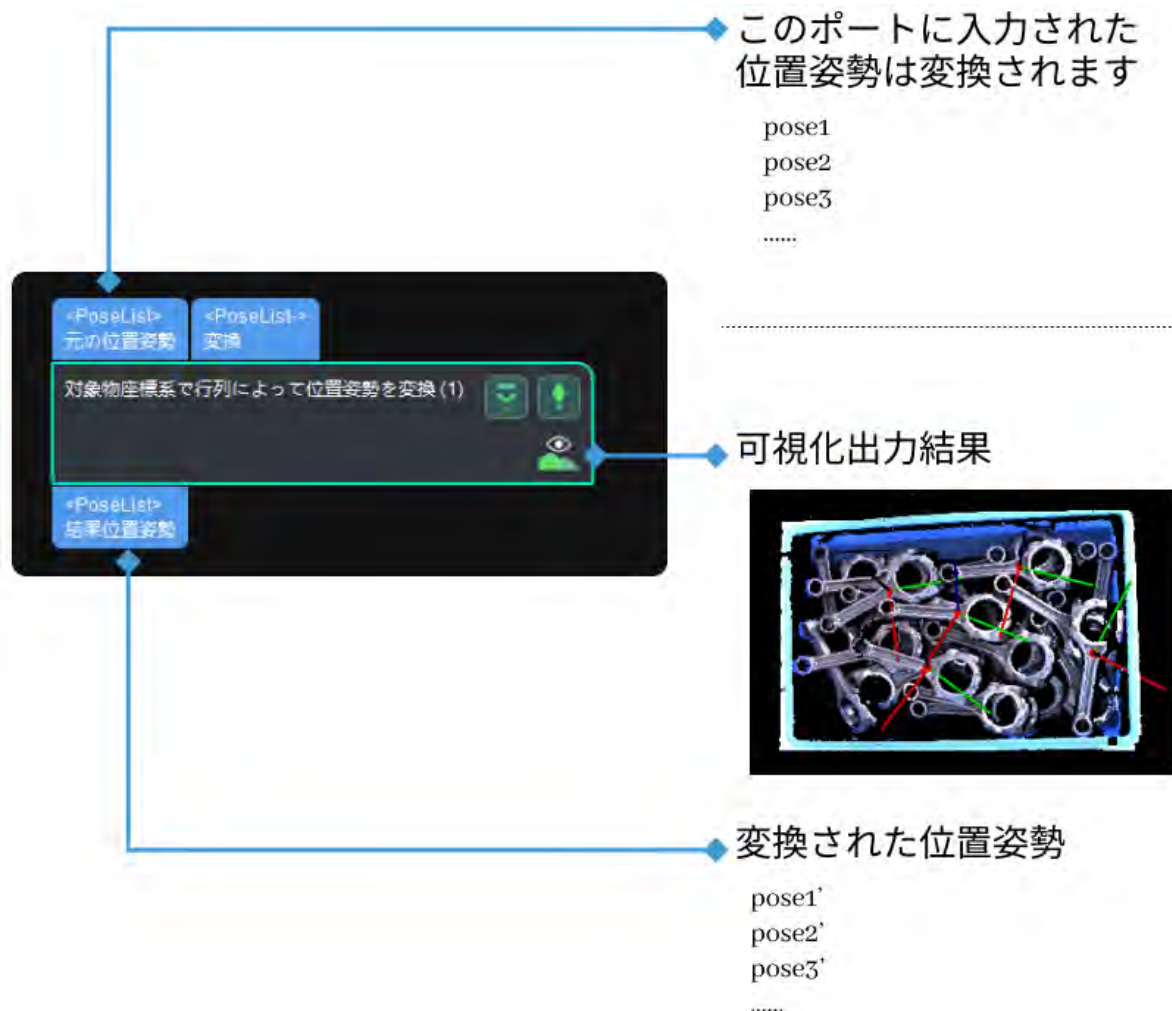 このポートに入力された
位置姿勢は変換されます
pose1
pose2
pose3
......
<PoseList> <PoseList->
元の位置姿勢 変換
対象物座標系で行列によって位置姿勢を変換 (1)
可視化出力結果
<PoseList>
結果位置姿勢
変換された位置姿勢
pose1’
pose2’
pose3’
......